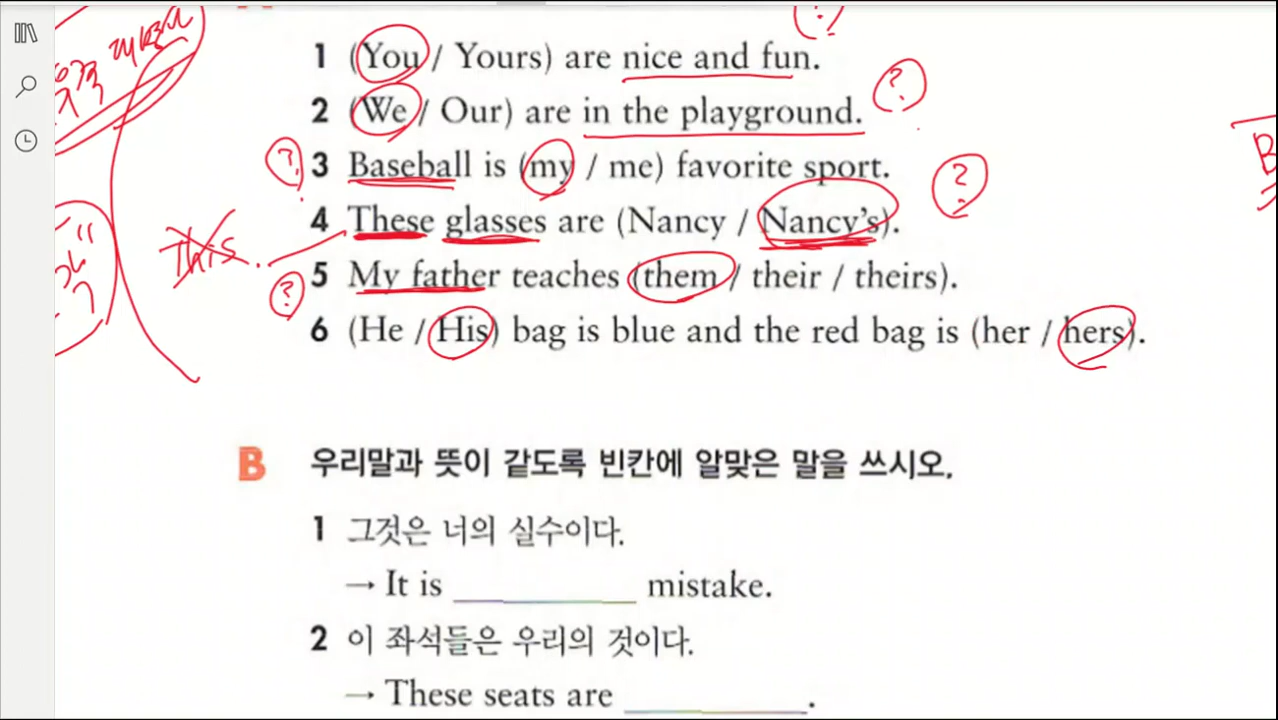 1 (You / Yours) are nice and fun.
2 (We / Our) are in the playground.
3 Baseball is (my / me) favorite sport.
4 These glasses are (Nancy / Nancy's).
This
5 My father teaches (them / their / theirs).
6 (He / His) bag is blue and the red bag is (her / hers).
B 우리말과 뜻이 같도록 빈칸에 알맞은 말을 쓰시오.
1 그것은 너의 실수이다.
→ It is ____________ mistake.
2 이 좌석들은 우리의 것이다.
→ These seats are ____________.